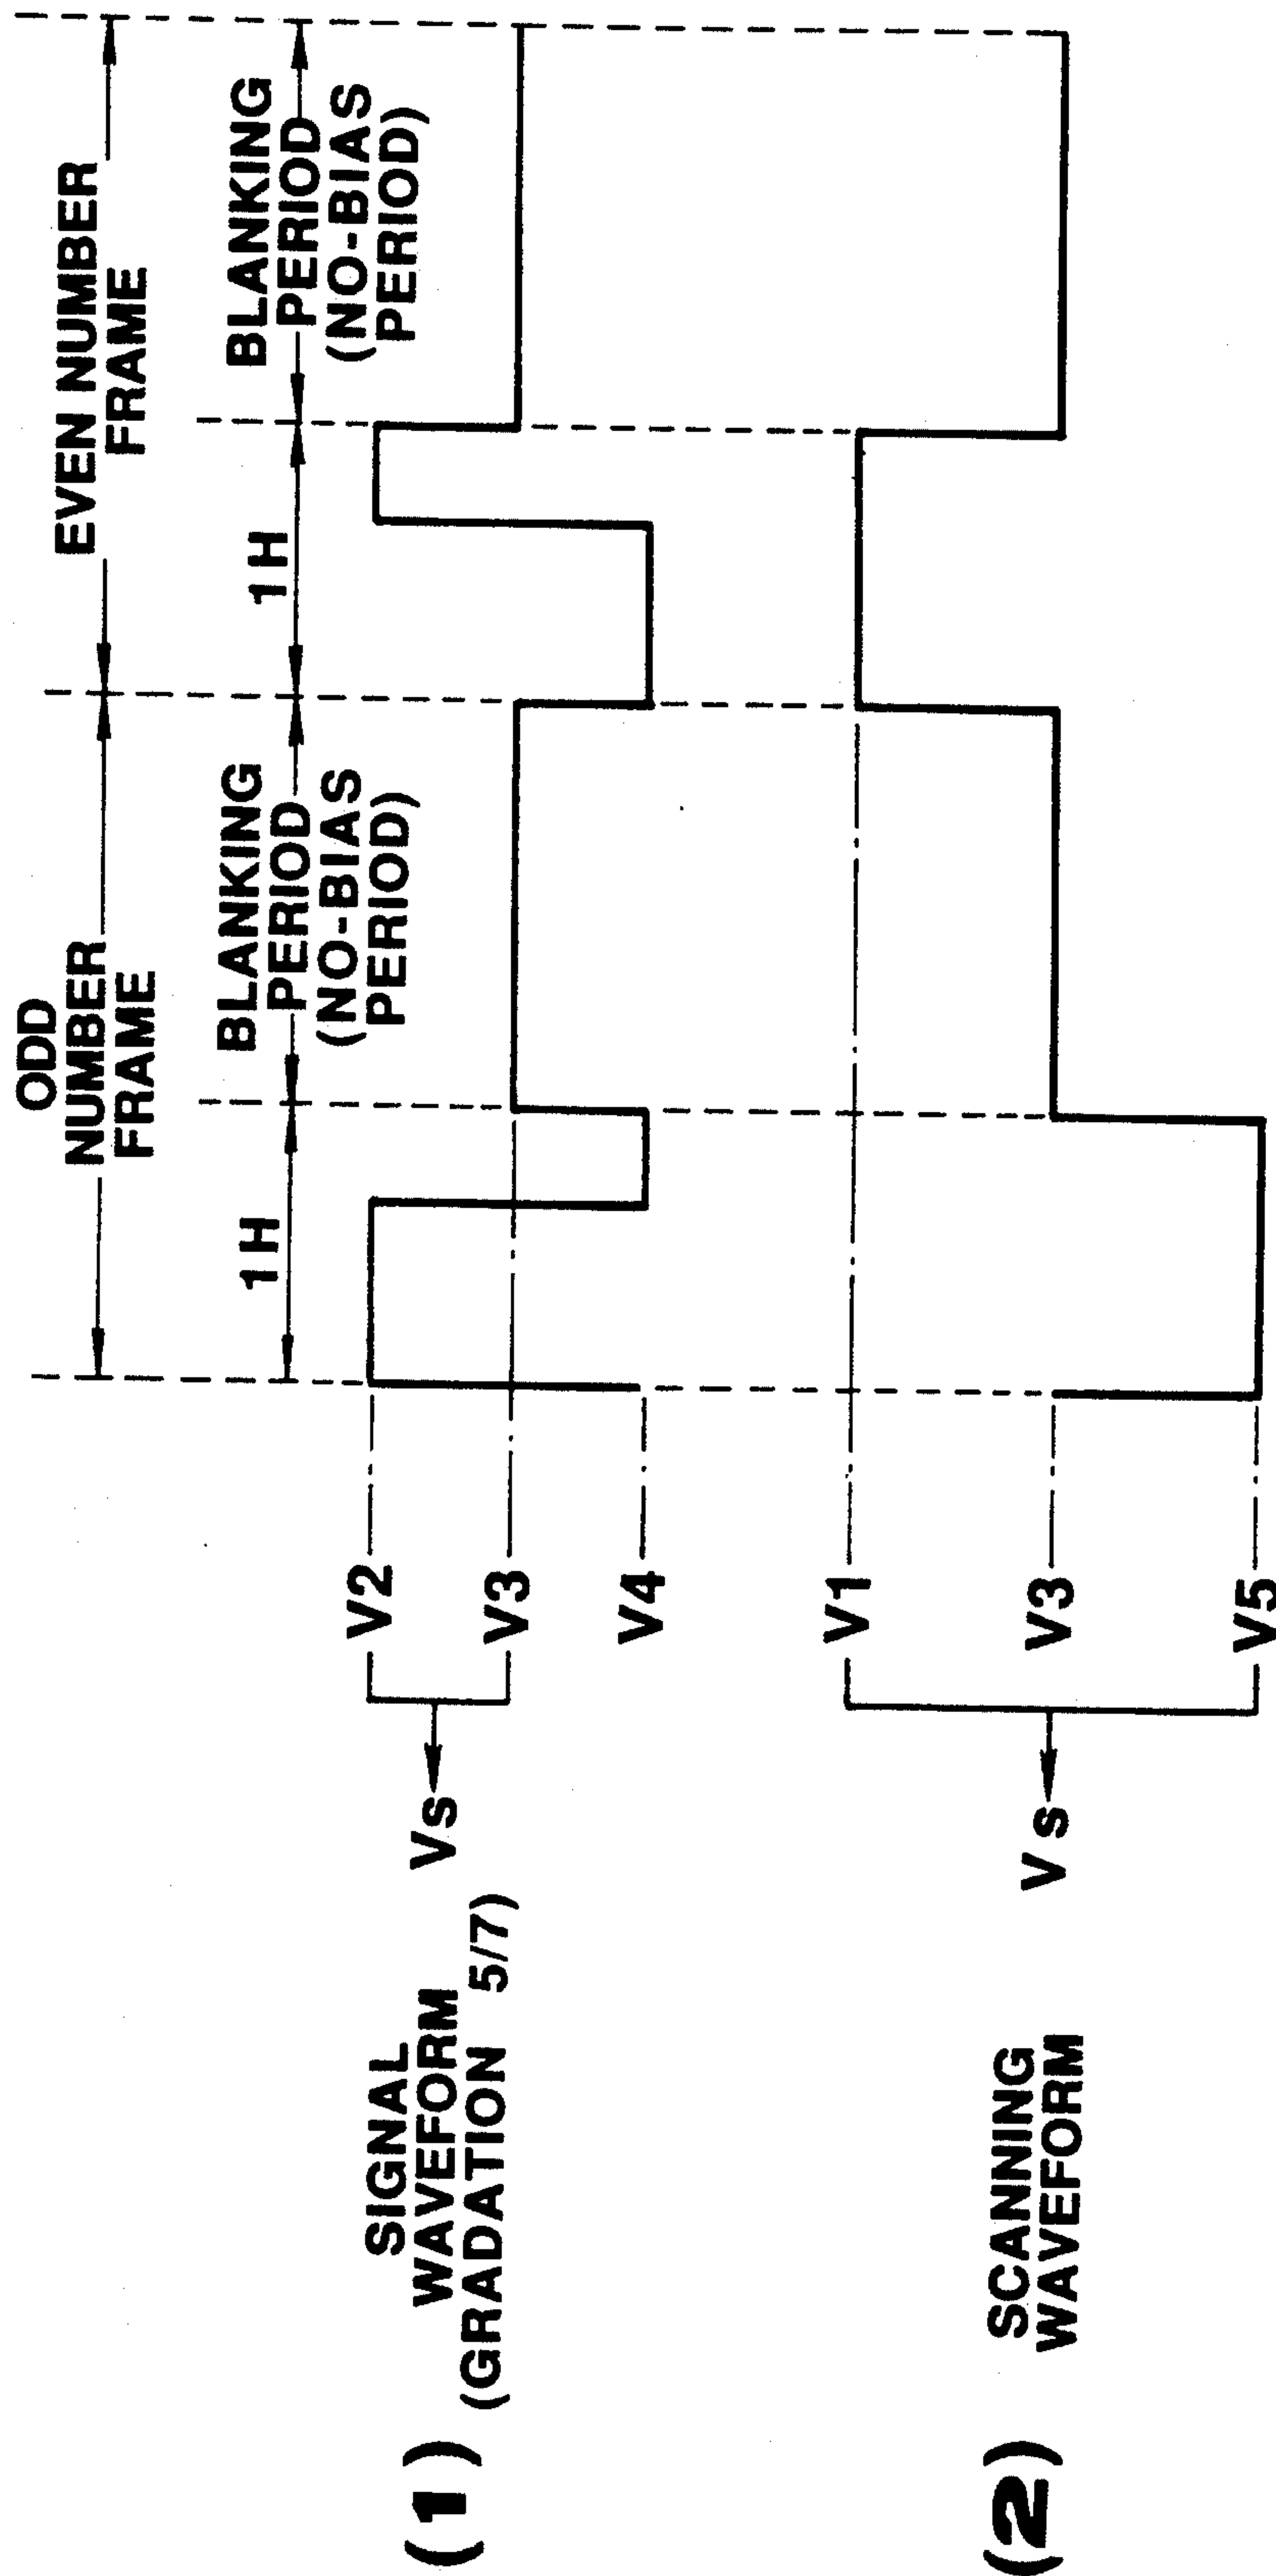 ODD
NUMBER
FRAME
EVEN NUMBER
FRAME
1H
BLANKING
PERIOD
(NO-BIAS
PERIOD)
1H
BLANKING
PERIOD
(NO-BIAS
PERIOD)
(1)
SIGNAL
WAVEFORM
(GRADATION 5/7)
Vs
V2
V3
V4
(2)
SCANNING
WAVEFORM
Vs
V1
V3
V5